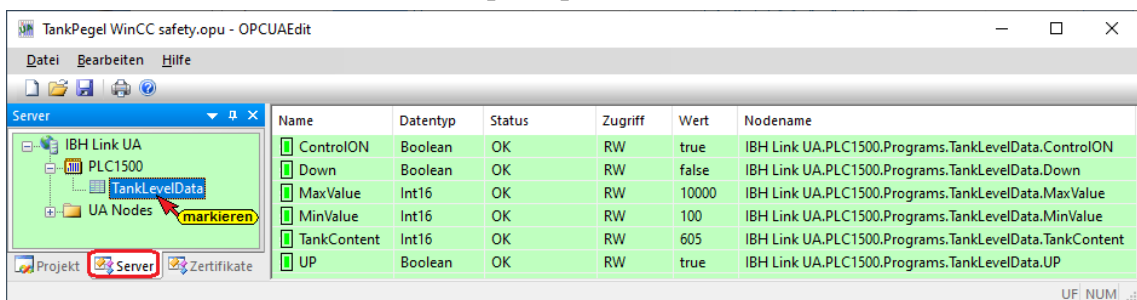 TankPegel WinCC safety.opu - OPCUAEdit
Datei Bearbeiten Hilfe
Server
IBH Link UA
PLC1500
TankLevelData
UA Nodes
markieren
Projekt Server Zertifikate
Name Datentyp Status Zugriff Wert Nodename
ControlON Boolean OK RW true IBH Link UA.PLC1500.Programs.TankLevelData.ControlON
Down Boolean OK RW false IBH Link UA.PLC1500.Programs.TankLevelData.Down
MaxValue Int16 OK RW 10000 IBH Link UA.PLC1500.Programs.TankLevelData.MaxValue
MinValue Int16 OK RW 100 IBH Link UA.PLC1500.Programs.TankLevelData.MinValue
TankContent Int16 OK RW 605 IBH Link UA.PLC1500.Programs.TankLevelData.TankContent
UP Boolean OK RW true IBH Link UA.PLC1500.Programs.TankLevelData.UP
UF NUM